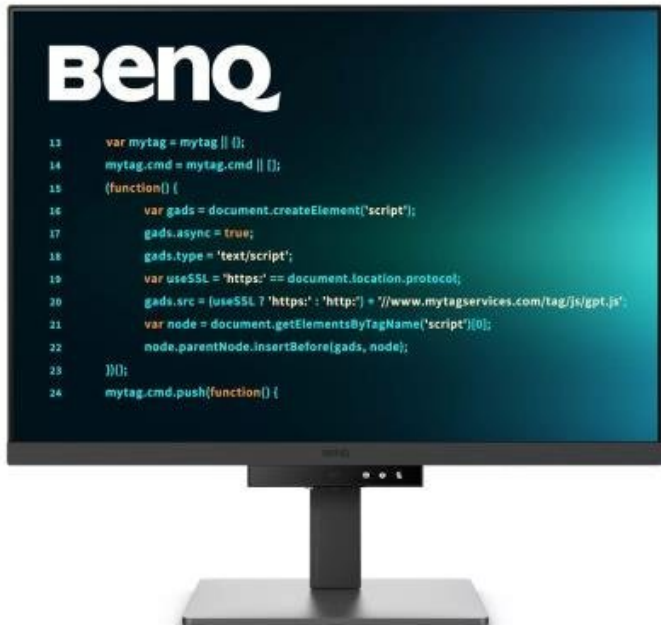 BenQ
13 var mytag = mytag || {};
14 mytag.cmd = mytag.cmd || [];
15 (function() {
16 var gads = document.createElement('script');
17 gads.async = true;
18 gads.type = 'text/script';
19 var useSSL = 'https:' == document.location.protocol;
20 gads.src = (useSSL ? 'https:' : 'http:') + '//www.mytagservices.com/tag/js/gpt.js';
21 var node = document.getElementsByTagName('script')[0];
22 node.parentNode.insertBefore(gads, node);
23 })();
24 mytag.cmd.push(function() {
BenQ